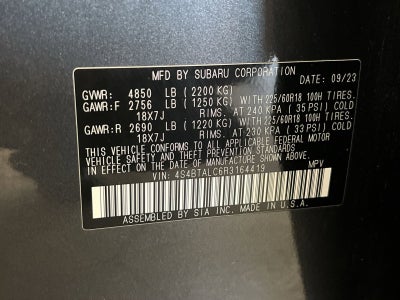 MFD BY SUBARU CORPORATION DATE: 09/23
GVWR: 4850 LB (2200 KG)
GAWR:F 2756 LB (1250 KG) WITH 225/60R18 100H TIRES.
18X7J RIMS. AT 240 KPA (35 PSI) COLD
GAWR:R 2690 LB (1220 KG) WITH 225/60R18 100H TIRES.
18X7J RIMS. AT 230 KPA (33 PSI) COLD
THIS VEHICLE CONFORMS TO ALL APPLICABLE FEDERAL MOTOR
VEHICLE SAFETY, BUMPER, AND THEFT PREVENTION STANDARDS
IN EFFECT ON THE DATE OF MANUFACTURE SHOWN ABOVE.
VIN: 4S4BTALC6R3164419 MPV
ASSEMBLED BY SIA INC. MADE IN U.S.A.